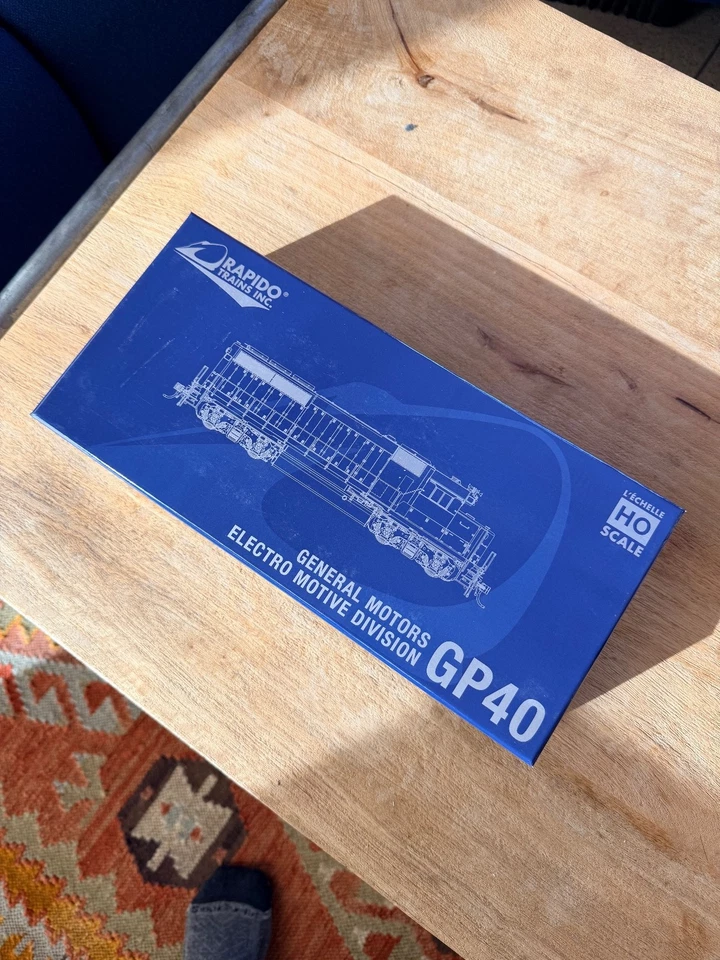 RAPIDO®
TRAINS INC.
L'ÉCHELLE
HO
SCALE
GENERAL MOTORS
ELECTRO MOTIVE DIVISION
GP40